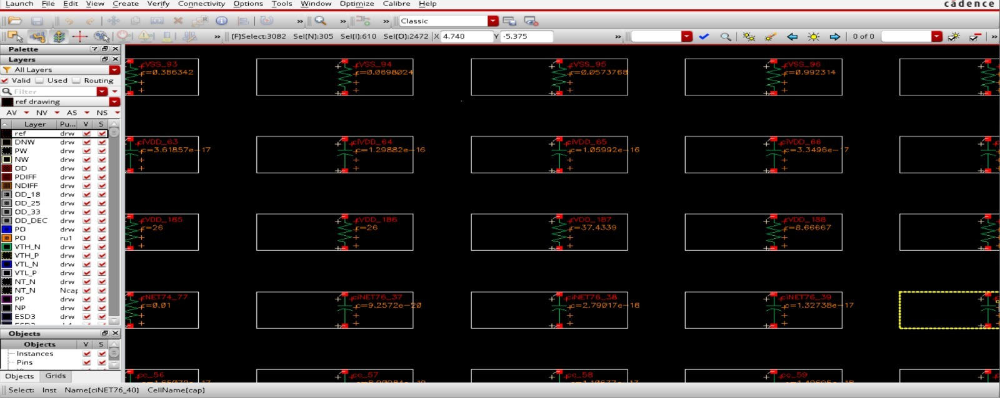 Launch File Edit View Create Verify Connectivity Options Tools Window Optimize Calibre Help
cādence
» » » Classic
» (F)Select:3082 Sel(N):305 Sel(I):610 Sel(O):2472 X 4.740 Y -5.375 » 0 of 0 »
Palette
Layers
All Layers
Valid Used Routing
Filter
ref drawing
AV NV AS NS
Layer Pu... V S
ref drw
DNW drw
PW drw
NW drw
OD drw
PDIFF drw
NDIFF drw
OD_18 drw
OD_25 drw
OD_33 drw
OD_DEC drw
PO drw
PO ru1
VTH_N drw
VTH_P drw
VTL_N drw
VTL_P drw
NT_N drw
NT_N Ncap
PP drw
NP drw
ESD3 drw
Objects
Objects V S
Instances
Pins
Objects Grids
rVSS_93 rVSS_94 rVSS_95 rVSS_96
r=0.386342 r=0.0698024 r=0.0573768 r=0.992314
ciVDD_63 ciVDD_64 ciVDD_65 ciVDD_66
c=3.61857e-17 c=1.29882e-16 c=1.05992e-16 c=3.3496e-17
rVDD_185 rVDD_186 rVDD_187 rVDD_188
r=26 r=26 r=37.4339 r=8.66667
rNET74_77 ciNET76_37 ciNET76_38 ciNET76_39
r=0.01 c=9.2572e-20 c=2.79017e-18 c=1.32738e-17
cc_56 cc_57 cc_58 cc_59
Select: Inst Name[ciNET76_40] CellName[cap]